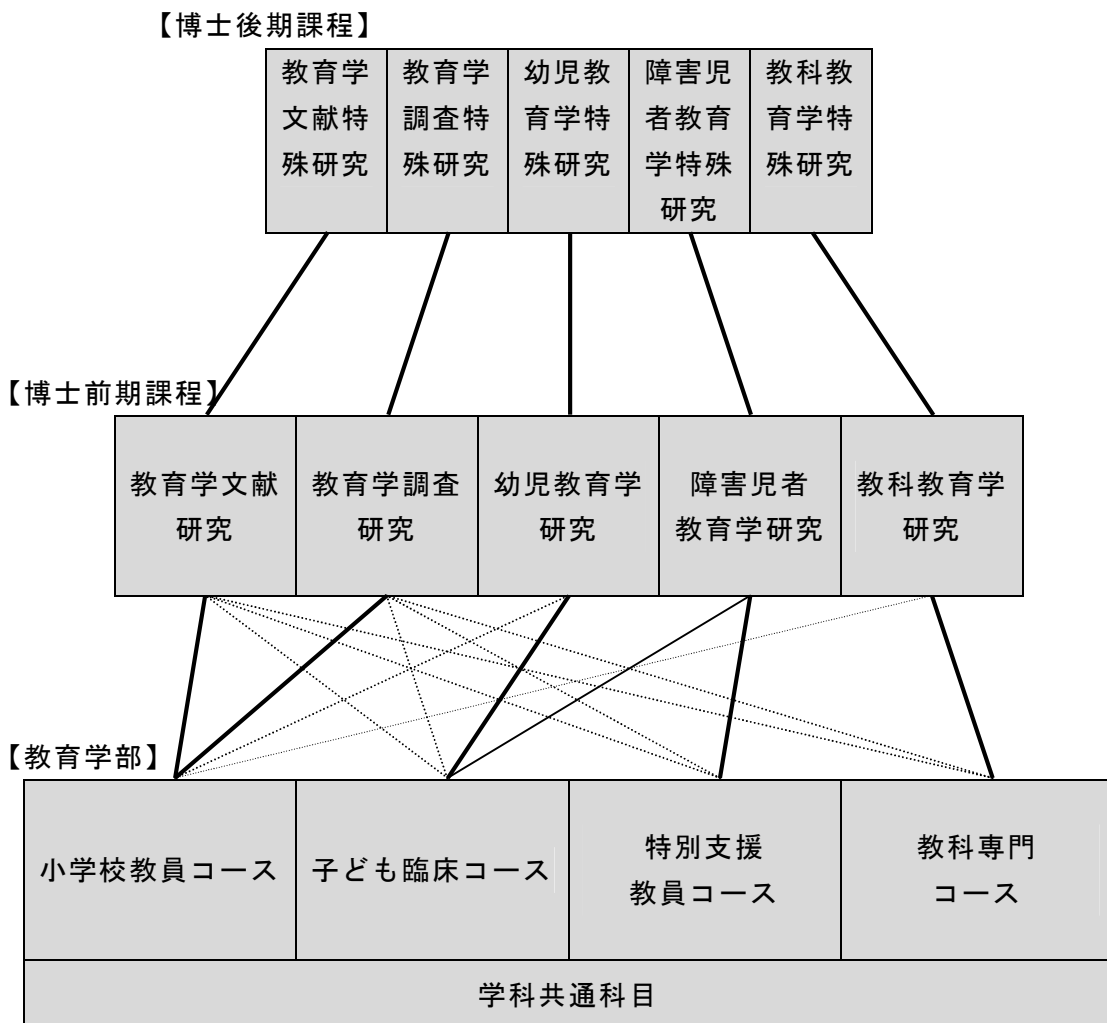 【博士後期課程】
教育学
文献特
殊研究
教育学
調査特
殊研究
幼児教
育学特
殊研究
障害児
者教育
学特殊
研究
教科教
育学特
殊研究
【博士前期課程】
教育学文献
研究
教育学調査
研究
幼児教育学
研究
障害児者
教育学研究
教科教育学
研究
【教育学部】
小学校教員コース
子ども臨床コース
特別支援
教員コース
教科専門
コース
学科共通科目